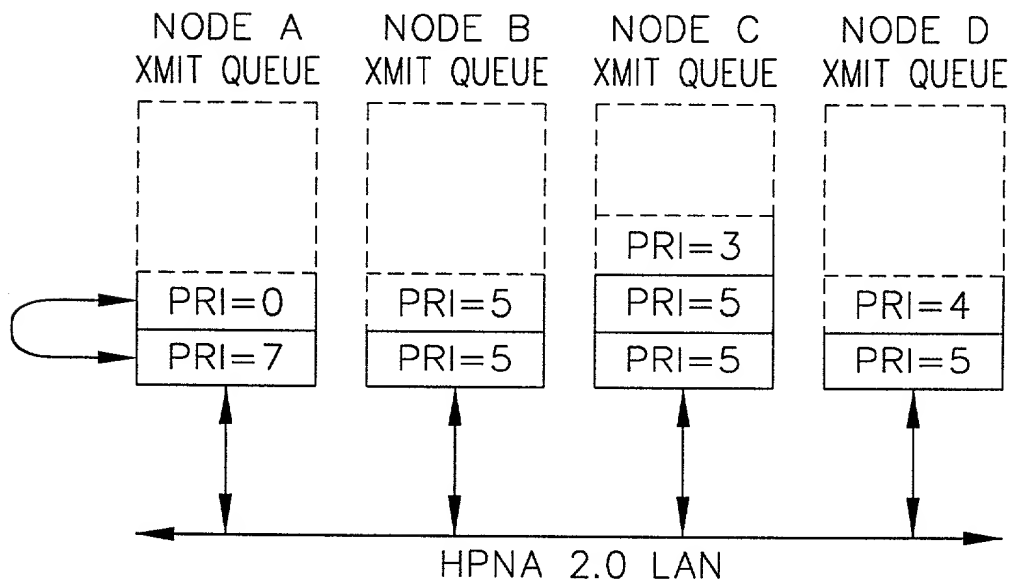 NODE A
XMIT QUEUE
NODE B
XMIT QUEUE
NODE C
XMIT QUEUE
NODE D
XMIT QUEUE
PRI=0
PRI=7
PRI=5
PRI=5
PRI=3
PRI=5
PRI=5
PRI=4
PRI=5
HPNA 2.0 LAN